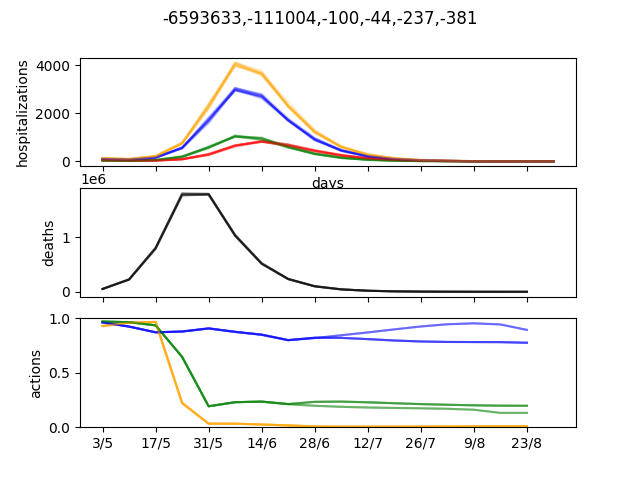 -6593633,-111004,-100,-44,-237,-381
4000
2000
0
hospitalizations
days
1e6
1
0
deaths
1.0
0.5
0.0
actions
3/5 17/5 31/5 14/6 28/6 12/7 26/7 9/8 23/8